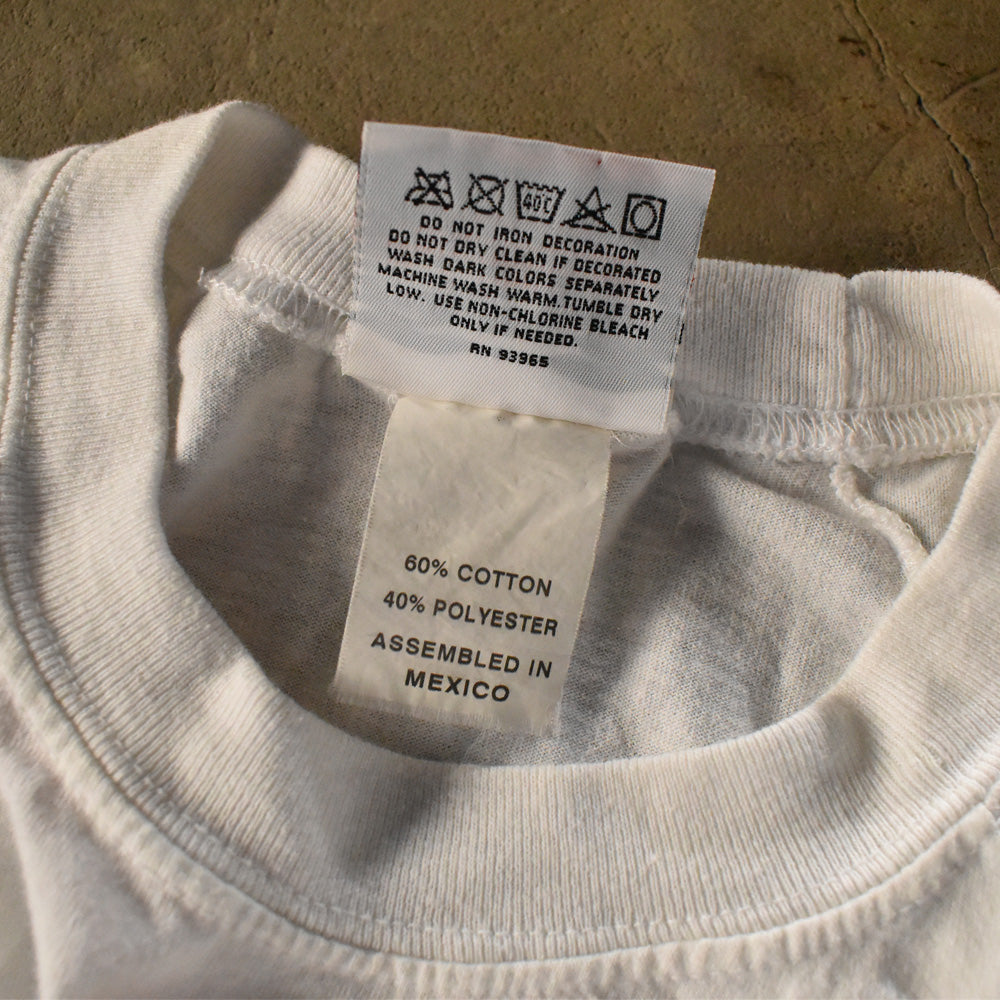 40C
DO NOT IRON DECORATION
DO NOT DRY CLEAN IF DECORATED
WASH DARK COLORS SEPARATELY
MACHINE WASH WARM. TUMBLE DRY
LOW. USE NON-CHLORINE BLEACH
ONLY IF NEEDED.
RN 93965
60% COTTON
40% POLYESTER
ASSEMBLED IN
MEXICO